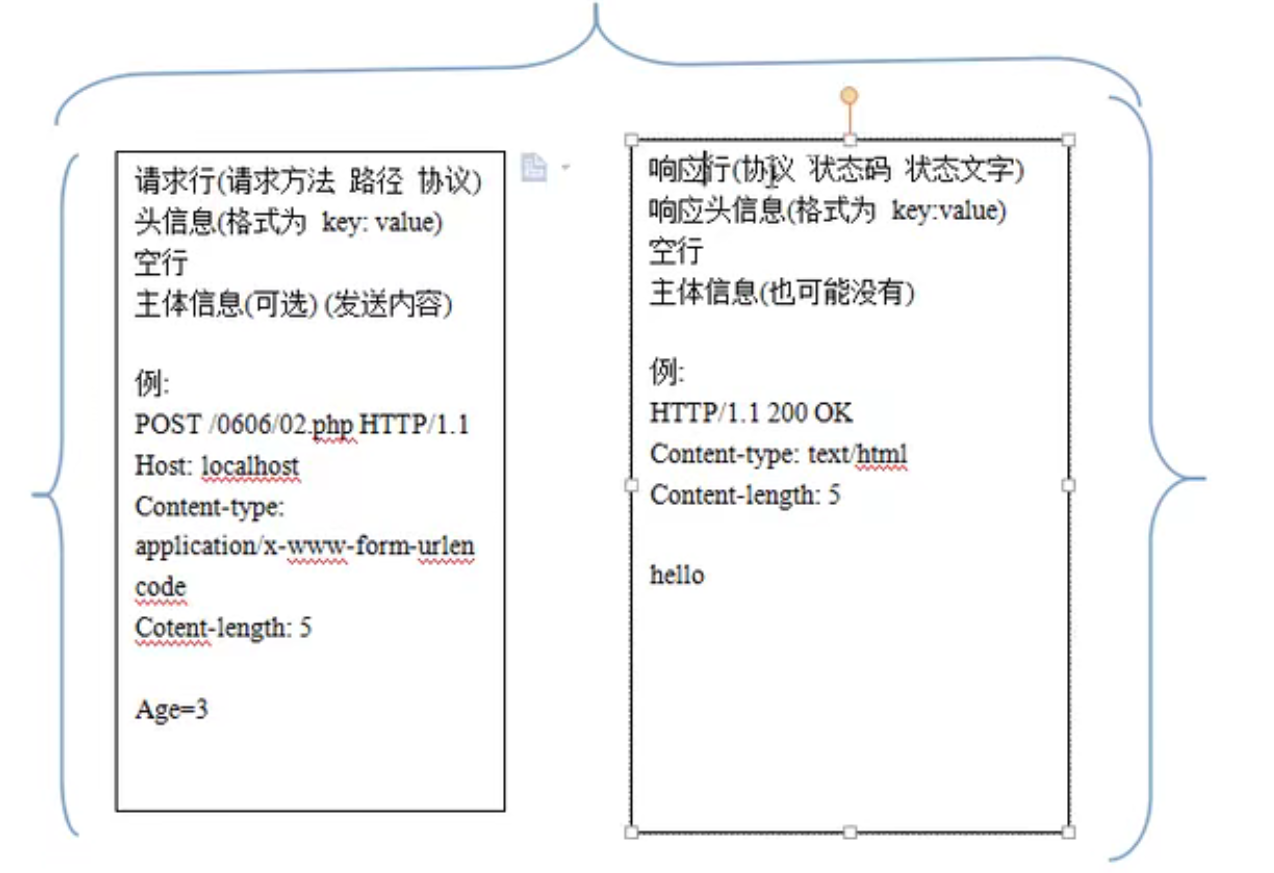 请求行(请求方法 路径 协议)
头信息(格式为 key: value)
空行
主体信息(可选) (发送内容)
例:
POST /0606/02.php HTTP/1.1
Host: localhost
Content-type:
application/x-www-form-urlen
code
Cotent-length: 5
Age=3
响应行(协议 状态码 状态文字)
响应头信息(格式为 key:value)
空行
主体信息(也可能没有)
例:
HTTP/1.1 200 OK
Content-type: text/html
Content-length: 5
hello